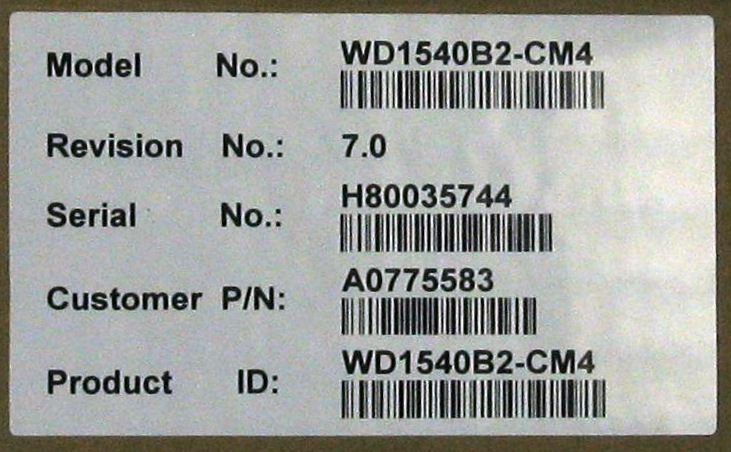 Model No.: WD1540B2-CM4
Revision No.: 7.0
Serial No.: H80035744
Customer P/N: A0775583
Product ID: WD1540B2-CM4